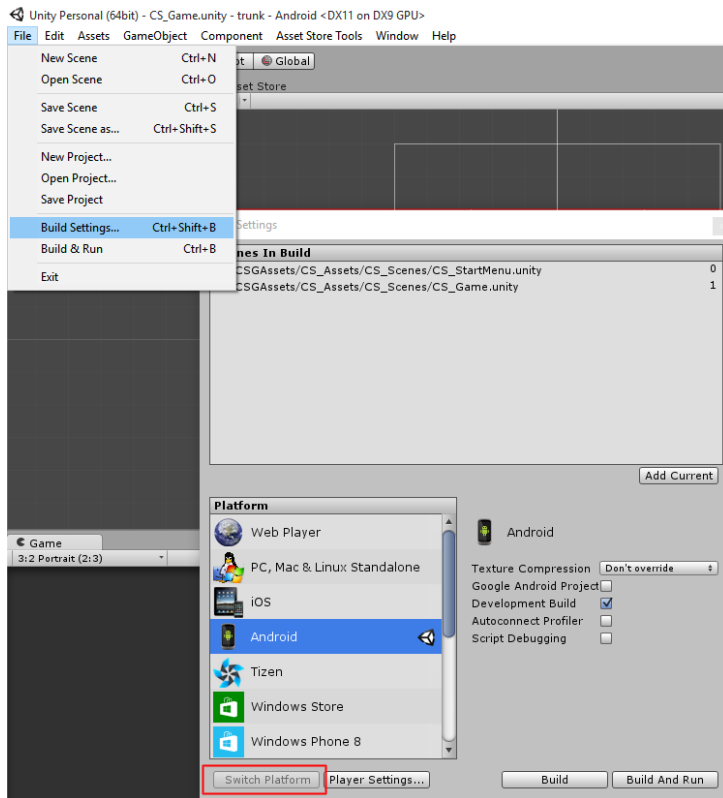 Unity Personal (64bit) - CS_Game.unity - trunk - Android <DX11 on DX9 GPU>
File Edit Assets GameObject Component Asset Store Tools Window Help
New Scene Ctrl+N
Global
Open Scene Ctrl+O
set Store
Save Scene Ctrl+S
Save Scene as... Ctrl+Shift+S
New Project...
Open Project...
Save Project
Build Settings... Ctrl+Shift+B
Settings
Build & Run Ctrl+B
nes In Build
Exit
CSGAssets/CS_Assets/CS_Scenes/CS_StartMenu.unity 0
CSGAssets/CS_Assets/CS_Scenes/CS_Game.unity 1
Add Current
Platform
Web Player
PC, Mac & Linux Standalone
iOS
Android
Tizen
Windows Store
Windows Phone 8
Android
Texture Compression Don't override
Google Android Project
Development Build
Autoconnect Profiler
Script Debugging
Game
3:2 Portrait (2:3)
Switch Platform Player Settings... Build Build And Run